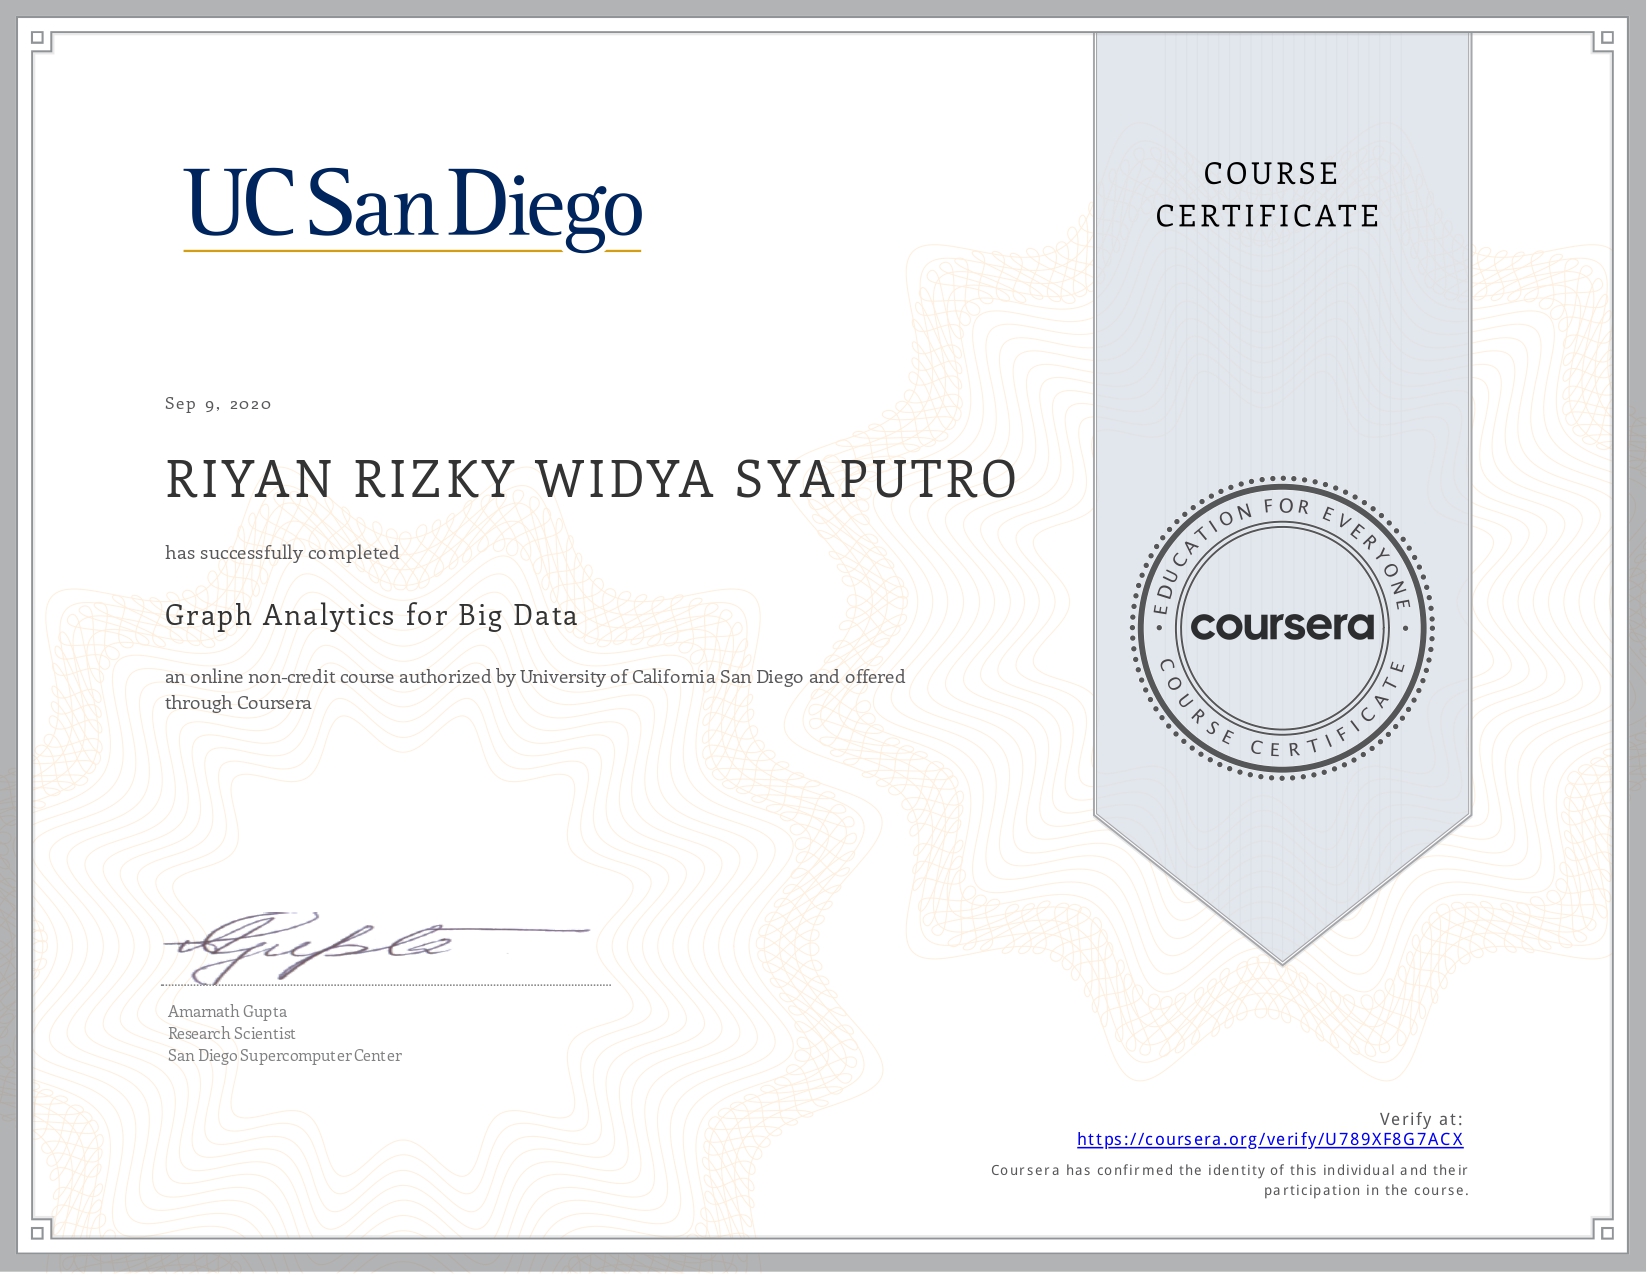 UC San Diego
COURSE
CERTIFICATE
Sep 9, 2020
RIYAN RIZKY WIDYA SYAPUTRO
has successfully completed
Graph Analytics for Big Data
an online non-credit course authorized by University of California San Diego and offered
through Coursera
EDUCATION FOR EVERYONE
coursera
COURSE CERTIFICATE
Amarnath Gupta
Research Scientist
San Diego Supercomputer Center
Verify at:
https://coursera.org/verify/U789XF8G7ACX
Coursera has confirmed the identity of this individual and their
participation in the course.